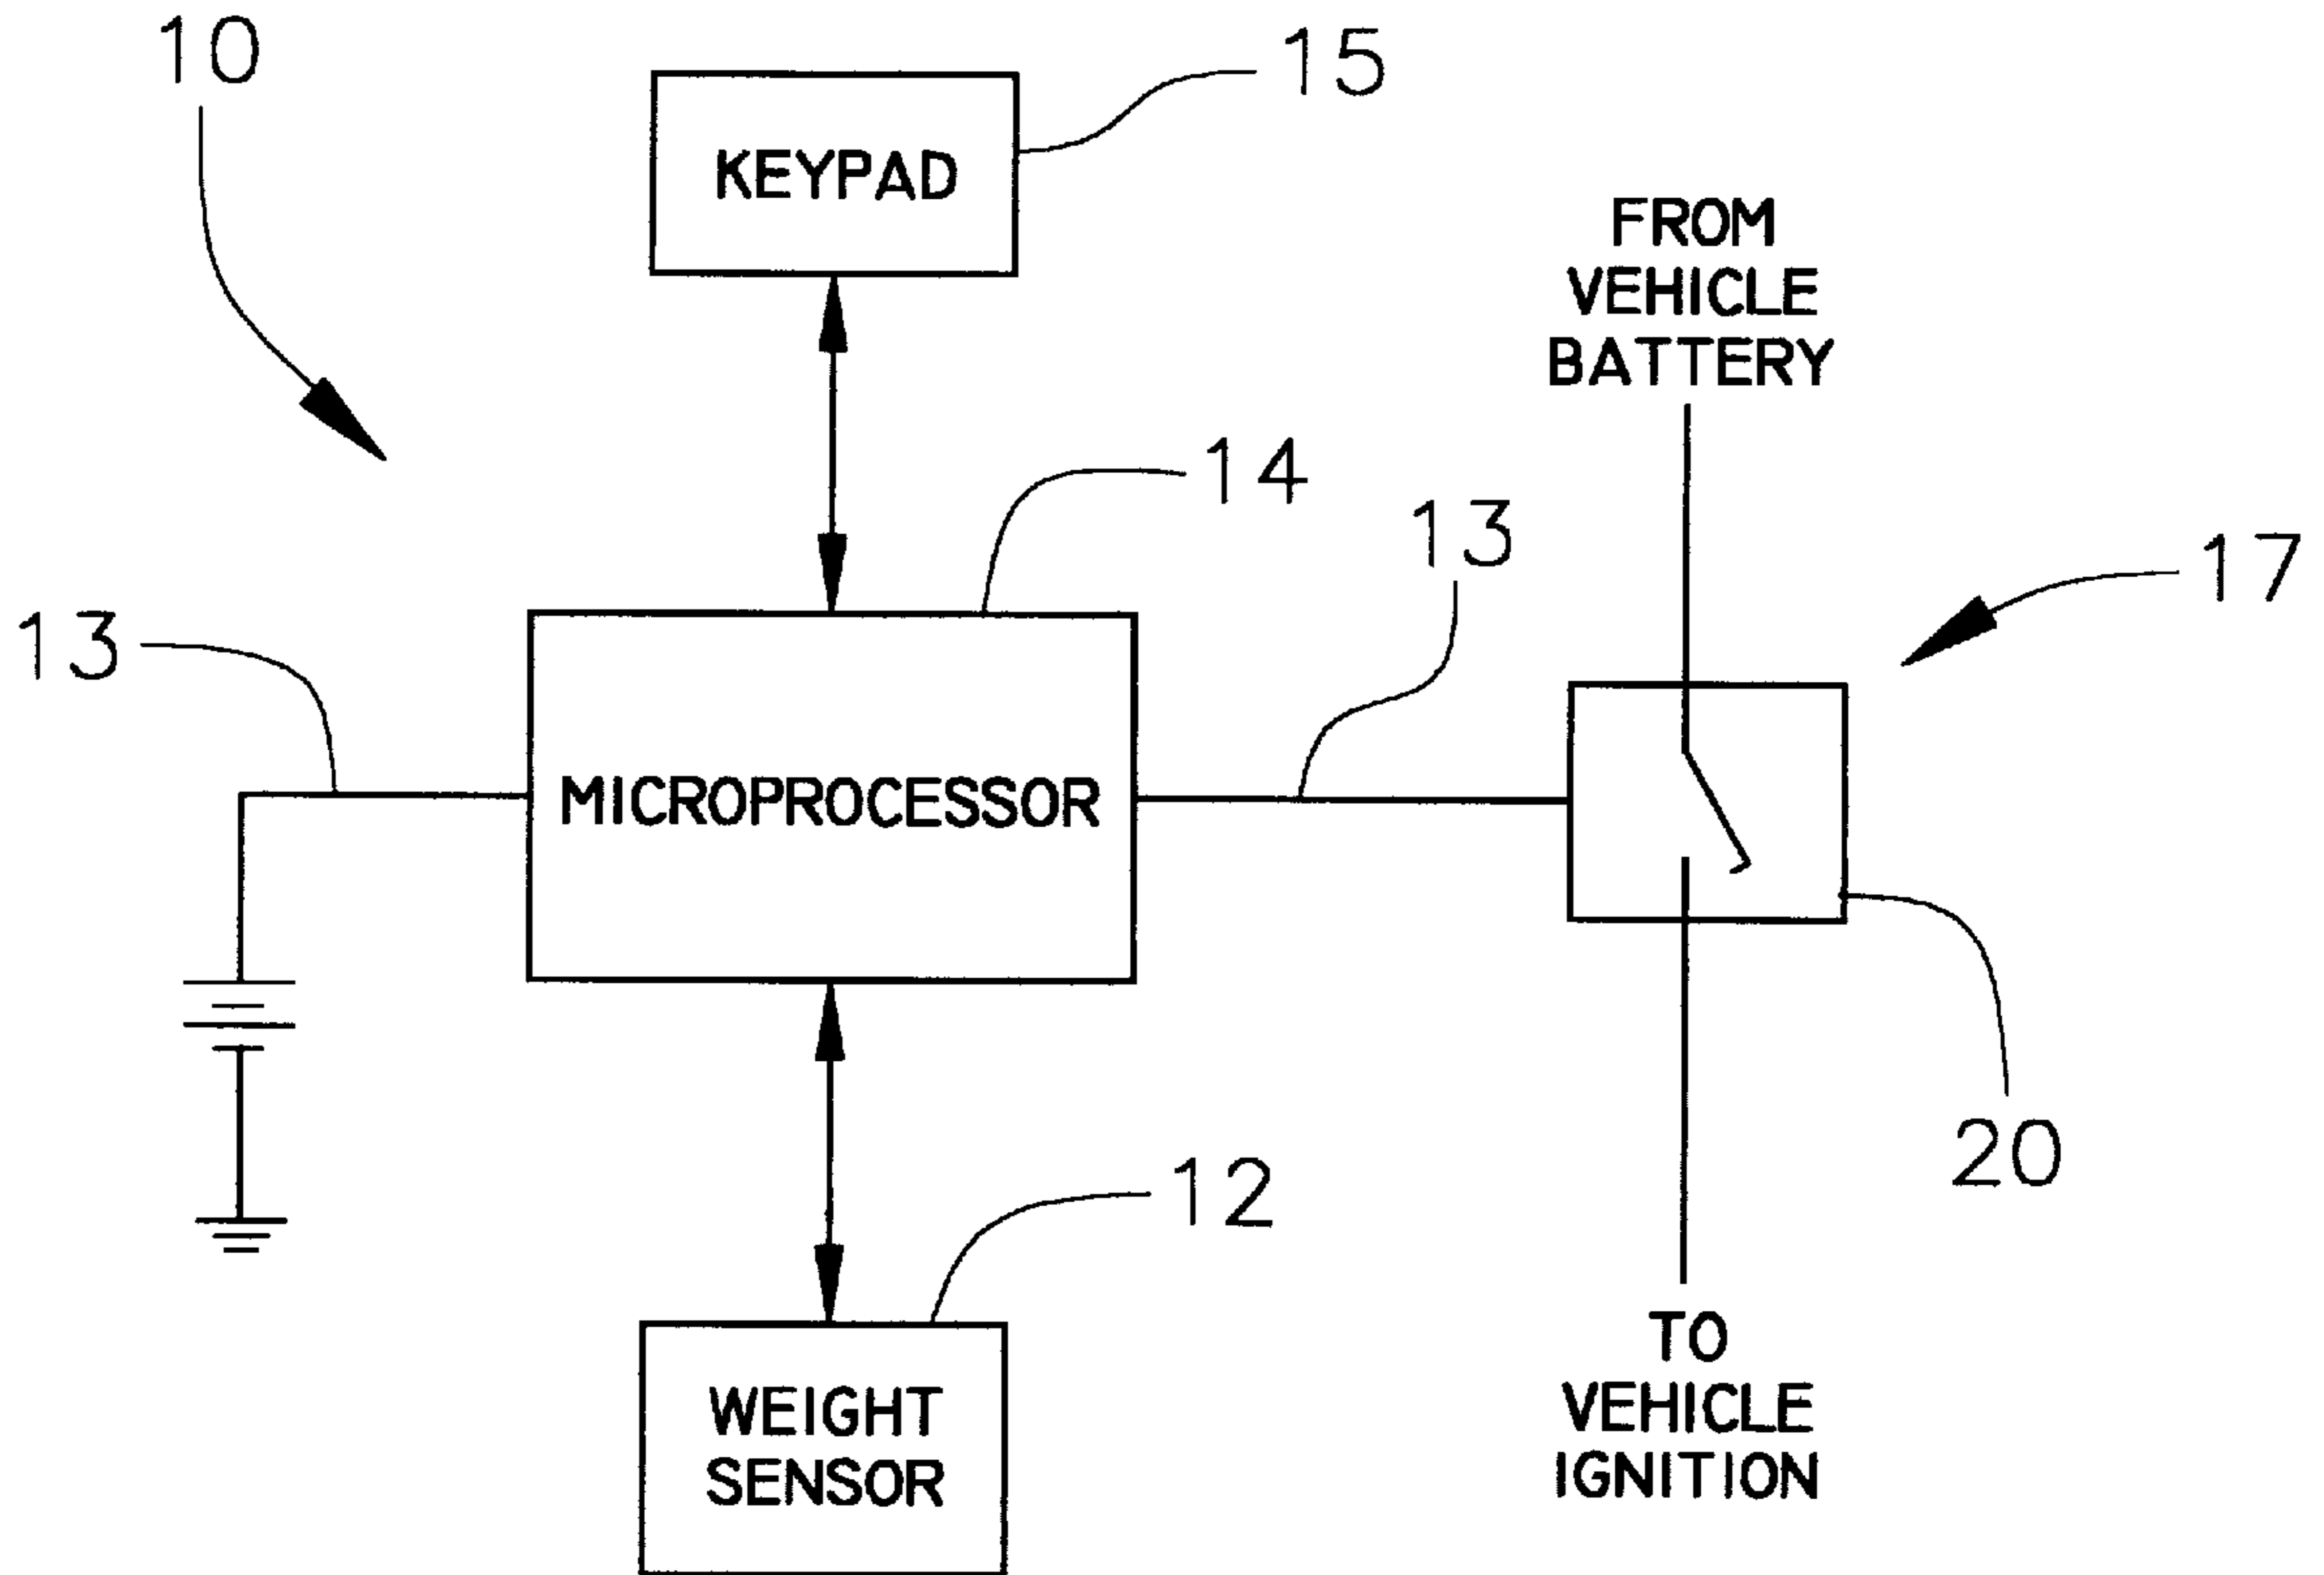 10
15
KEYPAD
FROM
VEHICLE
BATTERY
14
13
17
13
MICROPROCESSOR
20
12
TO
VEHICLE
IGNITION
WEIGHT
SENSOR